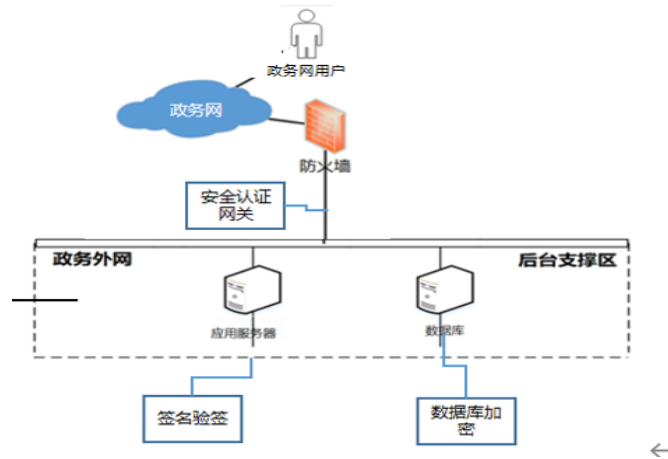 政务网用户
政务网
防火墙
安全认证
网关
政务外网
后台支撑区
应用服务器
数据库
签名验签
数据库加
密